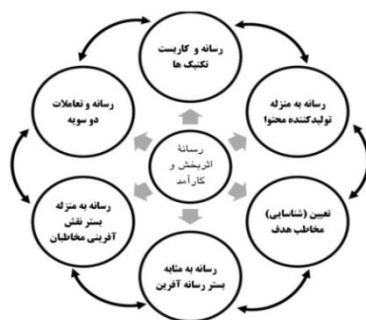 رسانه و کاربست
تکنیک ها
رسانه به منزله
تولیدکننده محتوا
رسانه و تعاملات
دو سویه
رسانۀ
اثربخش و
کارآمد
تعیین (شناسایی)
مخاطب هدف
رسانه به منزله
بستر نقش
آفرینی مخاطبان
رسانه به مثابه
بستر رسانه آفرین